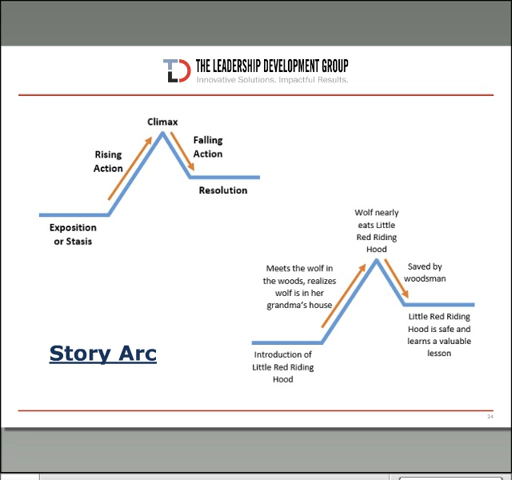 THE LEADERSHIP DEVELOPMENT GROUP
Innovative Solutions. Impactful Results.
Climax
Rising
Action
Falling
Action
Resolution
Exposition
or Stasis
Wolf nearly
eats Little
Red Riding
Hood
Meets the wolf in
the woods, realizes
wolf is in her
grandma's house
Saved by
woodsman
Little Red Riding
Hood is safe and
learns a valuable
lesson
Introduction of
Little Red Riding
Hood
Story Arc
24